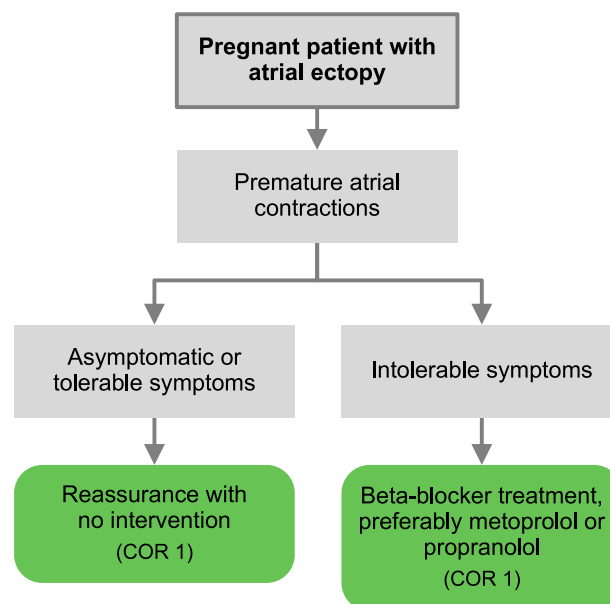 Pregnant patient with
atrial ectopy
Premature atrial
contractions
Asymptomatic or
tolerable symptoms
Intolerable symptoms
Reassurance with
no intervention
(COR 1)
Beta-blocker treatment,
preferably metoprolol or
propranolol
(COR 1)